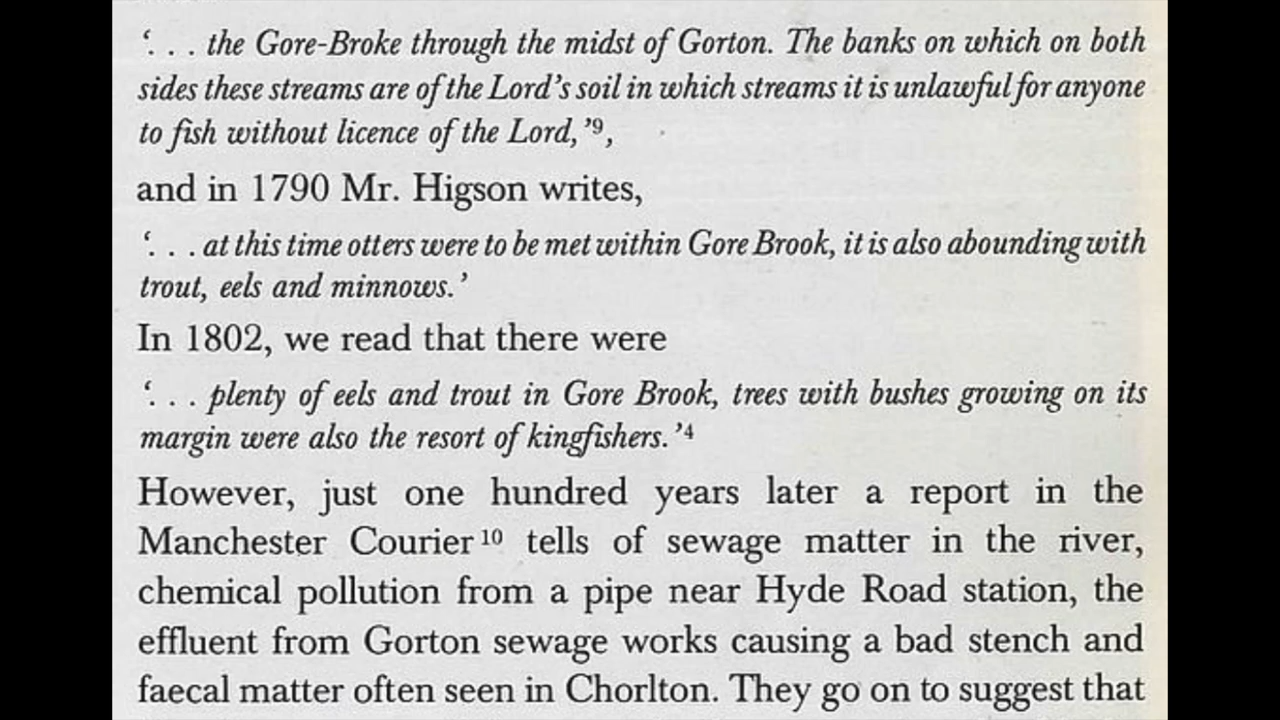 ‘. . . the Gore-Broke through the midst of Gorton. The banks on which on both
sides these streams are of the Lord’s soil in which streams it is unlawful for anyone
to fish without licence of the Lord,’⁹,
and in 1790 Mr. Higson writes,
‘. . . at this time otters were to be met within Gore Brook, it is also abounding with
trout, eels and minnows.’
In 1802, we read that there were
‘. . . plenty of eels and trout in Gore Brook, trees with bushes growing on its
margin were also the resort of kingfishers.’⁴
However, just one hundred years later a report in the
Manchester Courier¹⁰ tells of sewage matter in the river,
chemical pollution from a pipe near Hyde Road station, the
effluent from Gorton sewage works causing a bad stench and
faecal matter often seen in Chorlton. They go on to suggest that